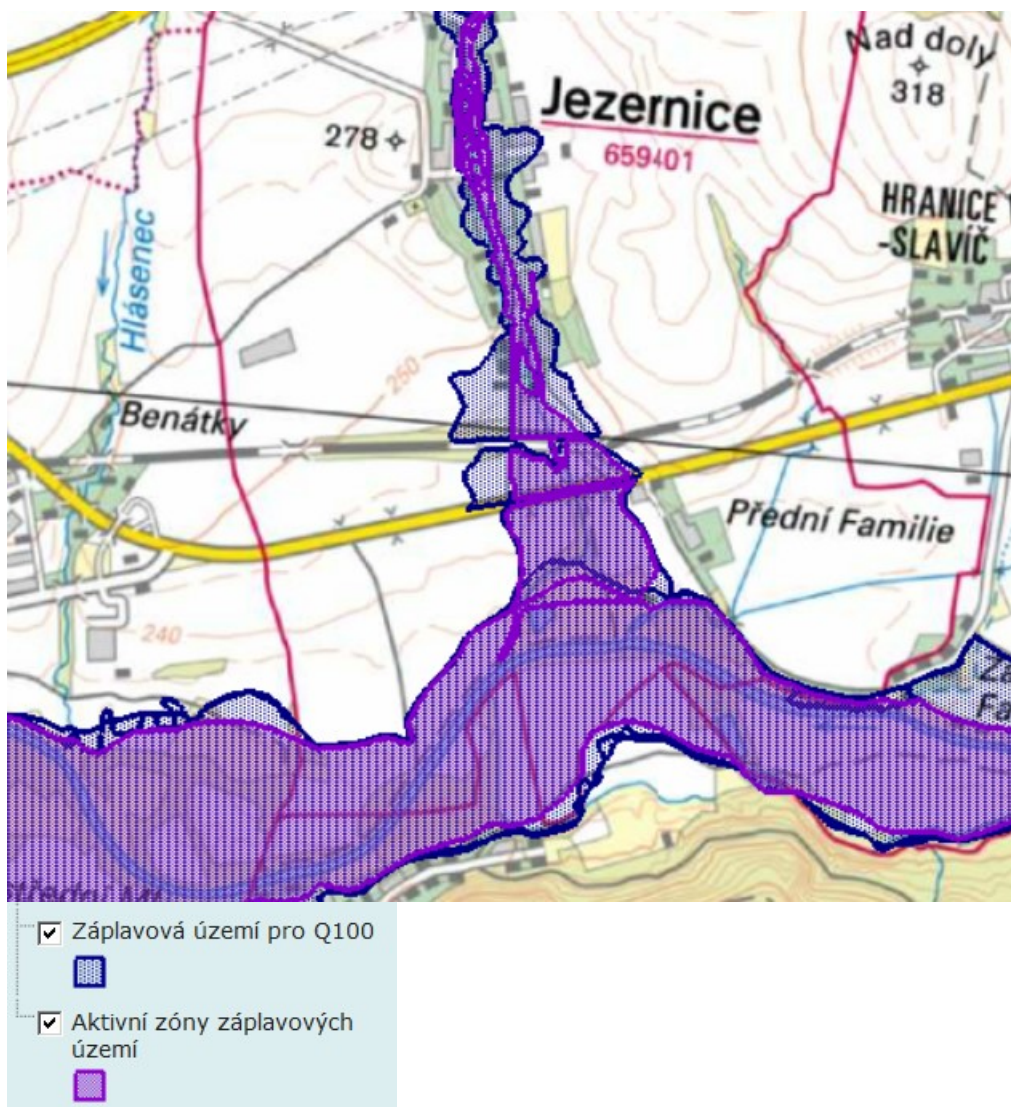 Nad doly
318
Jezernice
659401
278
HRANICE
-SLAVÍČ
Hlásenec
260
Benátky
Přední Familie
240
Fa
Záplavová území pro Q100
Aktivní zóny záplavových
území